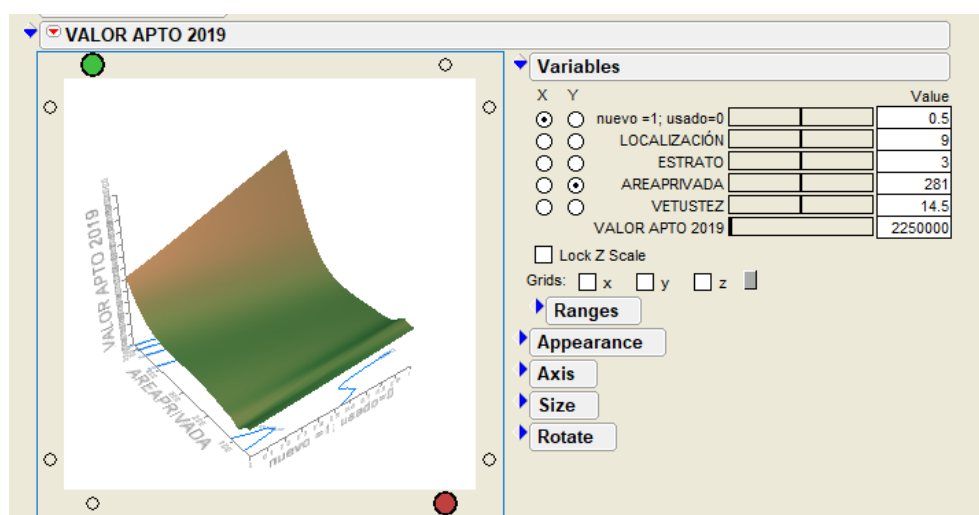 VALOR APTO 2019
Variables
X Y Value
nuevo =1; usado=0 0.5
LOCALIZACIÓN 9
ESTRATO 3
AREAPRIVADA 281
VETUSTEZ 14.5
VALOR APTO 2019 2250000
Lock Z Scale
Grids: x y z
Ranges
Appearance
Axis
Size
Rotate
VALOR APTO 2019
AREAPRIVADA
nuevo =1; usado=0